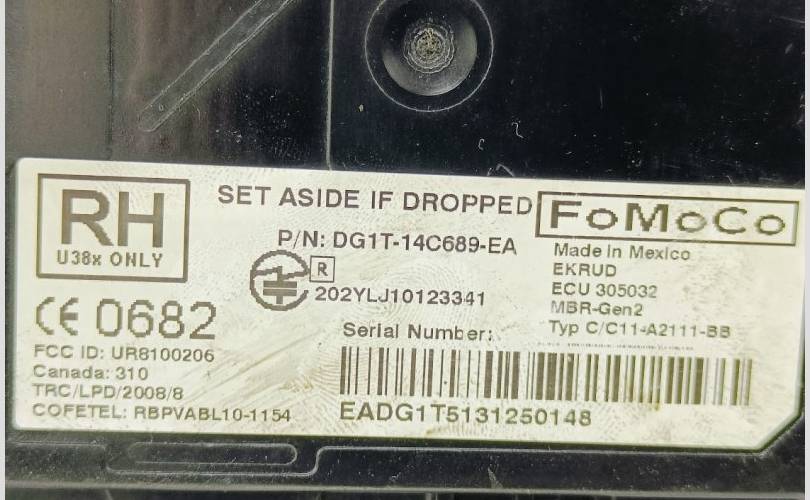 RH
U38x ONLY
SET ASIDE IF DROPPED
FoMoCo
P/N: DG1T-14C689-EA
R
202YLJ10123341
Made in Mexico
EKRUD
ECU 305032
MBR-Gen2
Typ C/C11-A2111-BB
CE 0682
FCC ID: UR8100206
Canada: 310
TRC/LPD/2008/8
COFETEL: RBPVABL10-1154
Serial Number:
EADG1T5131250148